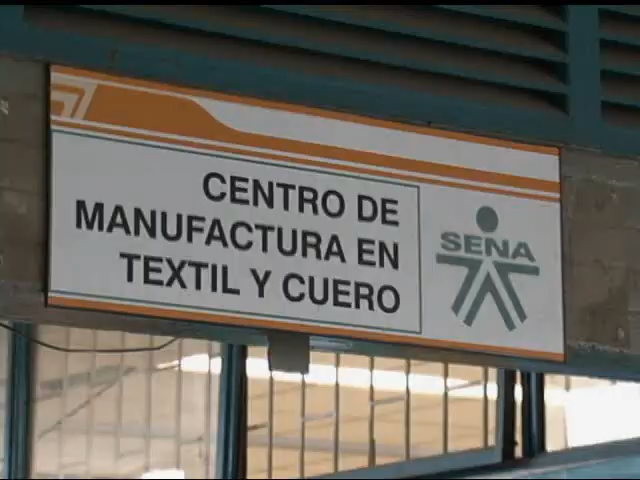 CENTRO DE
MANUFACTURA EN
TEXTIL Y CUERO
SENA